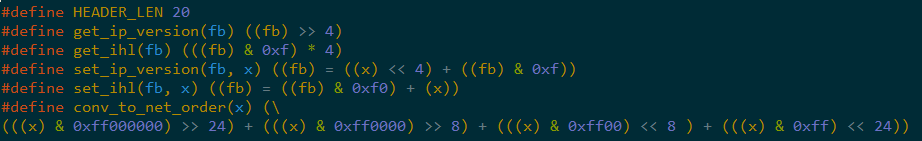 #define HEADER_LEN 20
#define get_ip_version(fb) ((fb) >> 4)
#define get_ihl(fb) (((fb) & 0xf) * 4)
#define set_ip_version(fb, x) ((fb) = ((x) << 4) + ((fb) & 0xf))
#define set_ihl(fb, x) ((fb) = ((fb) & 0xf0) + (x))
#define conv_to_net_order(x) (\
(((x) & 0xff000000) >> 24) + (((x) & 0xff0000) >> 8) + (((x) & 0xff00) << 8 ) + (((x) & 0xff) << 24))